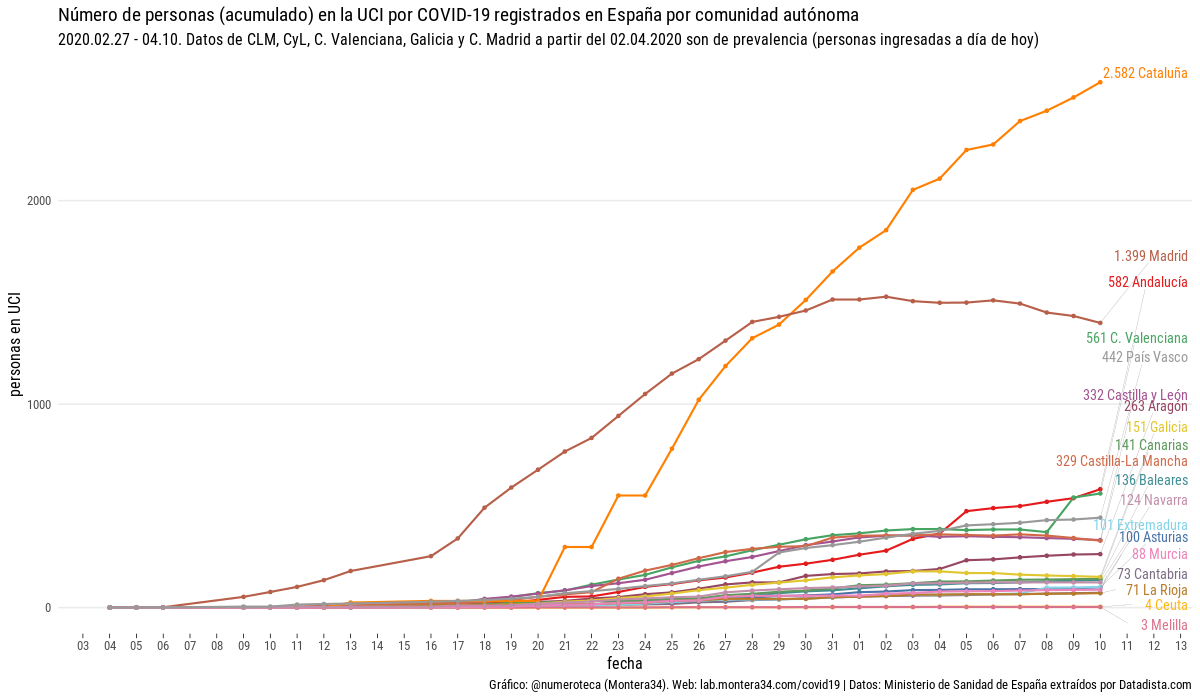 Número de personas (acumulado) en la UCI por COVID-19 registrados en España por comunidad autónoma
2020.02.27 - 04.10. Datos de CLM, CyL, C. Valenciana, Galicia y C. Madrid a partir del 02.04.2020 son de prevalencia (personas ingresadas a día de hoy)
2.582 Cataluña
2000
1.399 Madrid
582 Andalucía
561 C. Valenciana
442 País Vasco
332 Castilla y León
1000
263 Aragón
151 Galicia
141 Canarias
329 Castilla-La Mancha
136 Baleares
124 Navarra
101 Extremadura
100 Asturias
88 Murcia
73 Cantabria
71 La Rioja
4 Ceuta
0
3 Melilla
personas en UCI
03 04 05 06 07 08 09 10 11 12 13 14 15 16 17 18 19 20 21 22 23 24 25 26 27 28 29 30 31 01 02 03 04 05 06 07 08 09 10 11 12 13
fecha
Gráfico: @numeroteca (Montera34). Web: lab.montera34.com/covid19 | Datos: Ministerio de Sanidad de España extraídos por Datadista.com